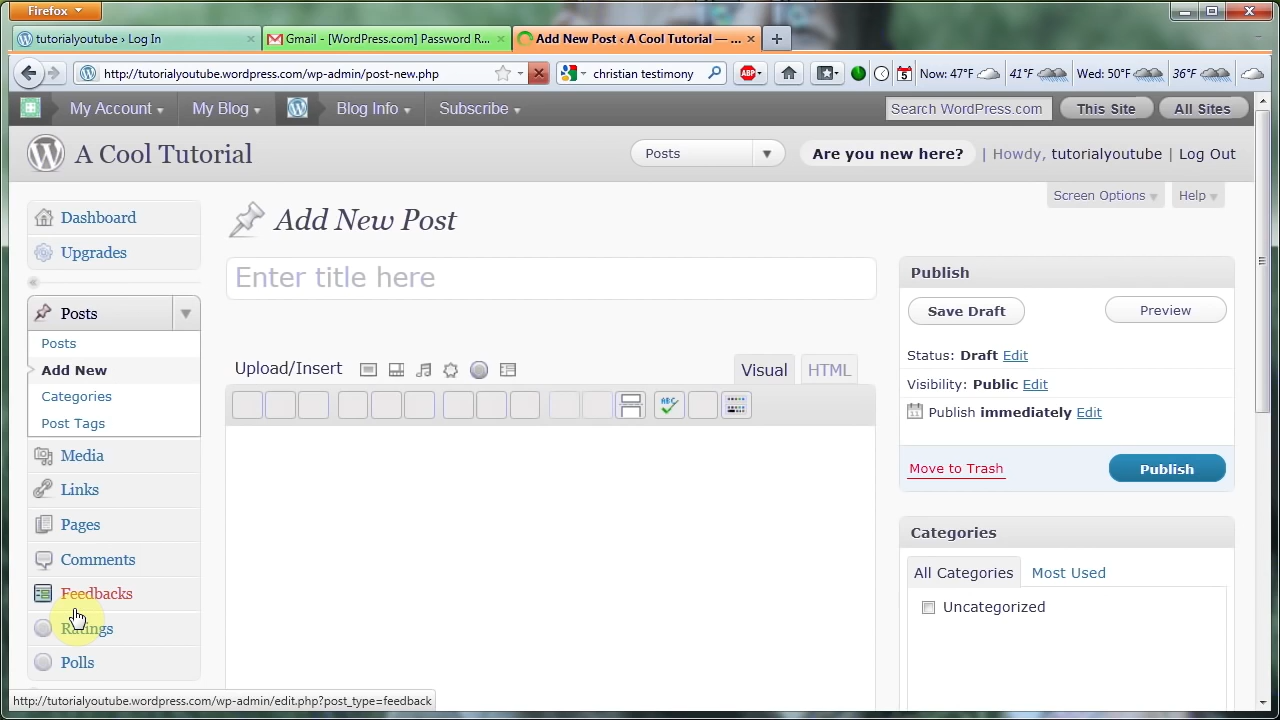 Firefox
tutorialyoutube › Log In
Gmail - [WordPress.com] Password R...
Add New Post ‹ A Cool Tutorial — ...
http://tutorialyoutube.wordpress.com/wp-admin/post-new.php
christian testimony
ABP
5
Now: 47°F
41°F
Wed: 50°F
36°F
My Account
My Blog
Blog Info
Subscribe
Search WordPress.com
This Site
All Sites
A Cool Tutorial
Posts
Are you new here?
| Howdy, tutorialyoutube | Log Out
Screen Options
Help
Dashboard
Upgrades
Posts
Posts
Add New
Categories
Post Tags
Media
Links
Pages
Comments
Feedbacks
Ratings
Polls
Add New Post
Enter title here
Upload/Insert
Visual
HTML
ABC
Publish
Save Draft
Preview
Status: Draft Edit
Visibility: Public Edit
Publish immediately Edit
Move to Trash
Publish
Categories
All Categories
Most Used
Uncategorized
http://tutorialyoutube.wordpress.com/wp-admin/edit.php?post_type=feedback